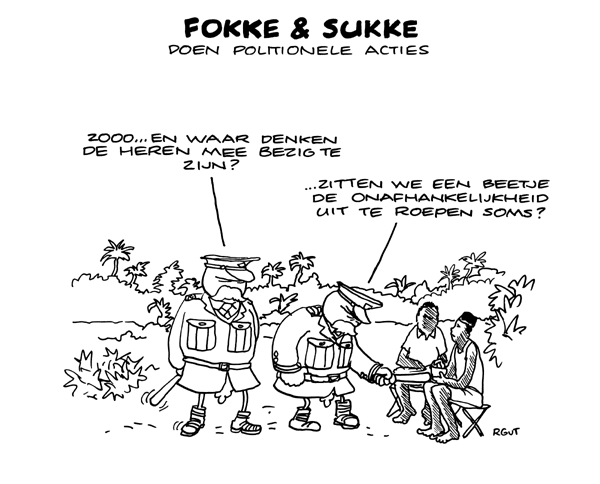 FOKKE & SUKKE
DOEN POLITIONELE ACTIES
ZOOO...EN WAAR DENKEN
DE HEREN MEE BEZIG TE
ZIJN?
...ZITTEN WE EEN BEETJE
DE ONAFHANKELIJKHEID
UIT TE ROEPEN SOMS?
RGvT